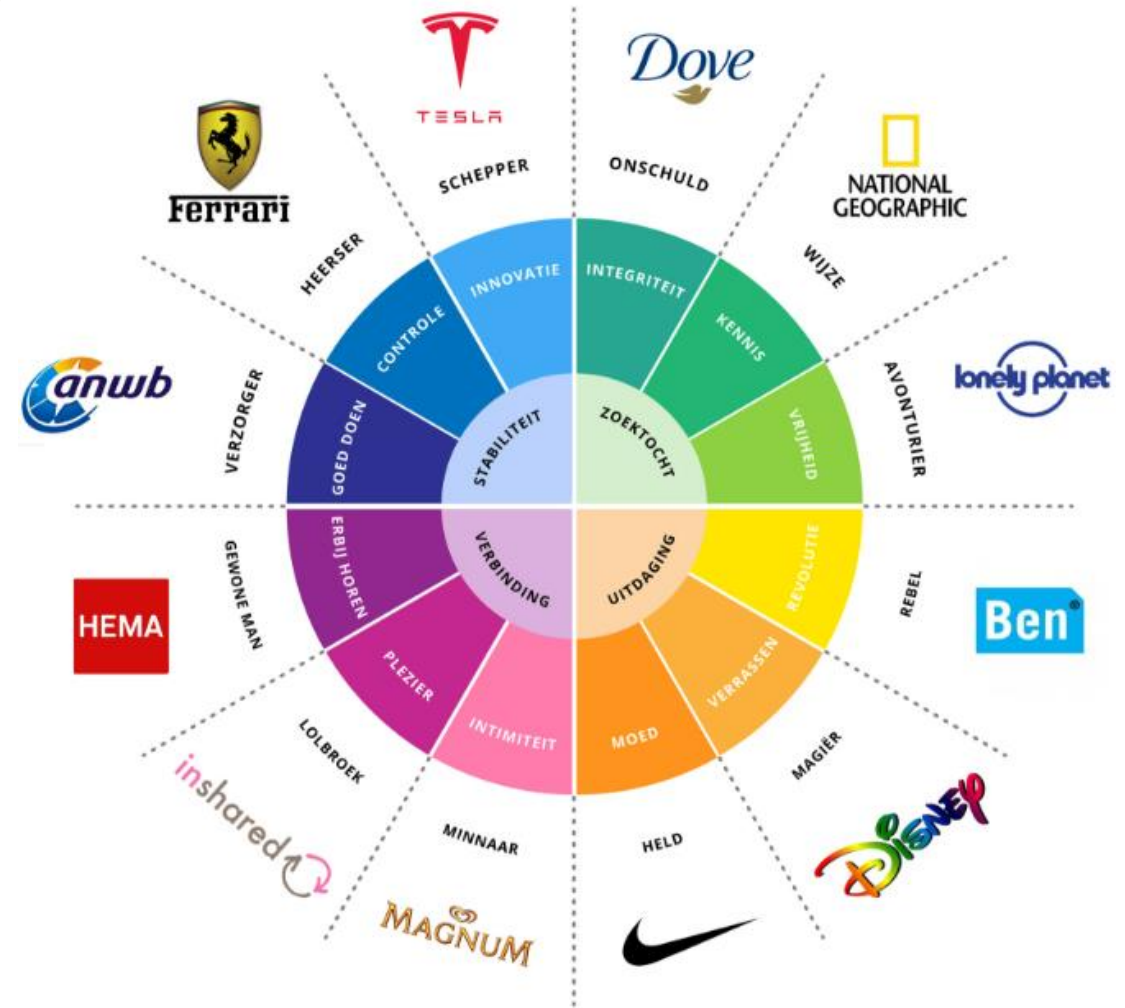 TESLA
Dove
Ferrari
NATIONAL
GEOGRAPHIC
SCHEPPER
ONSCHULD
HEERSER
WIJZE
INNOVATIE
INTEGRITEIT
CONTROLE
KENNIS
anwb
VERZORGER
AVONTURIER
lonely planet
GOED DOEN
VRIJHEID
STABILITEIT
ZOEKTOCHT
VERBINDING
UITDAGING
ERBIJ HOREN
REVOLUTIE
HEMA
GEWONE MAN
REBEL
Ben®
PLEZIER
VERRASSEN
INTIMITEIT
MOED
LOLBROEK
MAGIËR
inshared
DISNEY
MINNAAR
HELD
MAGNUM